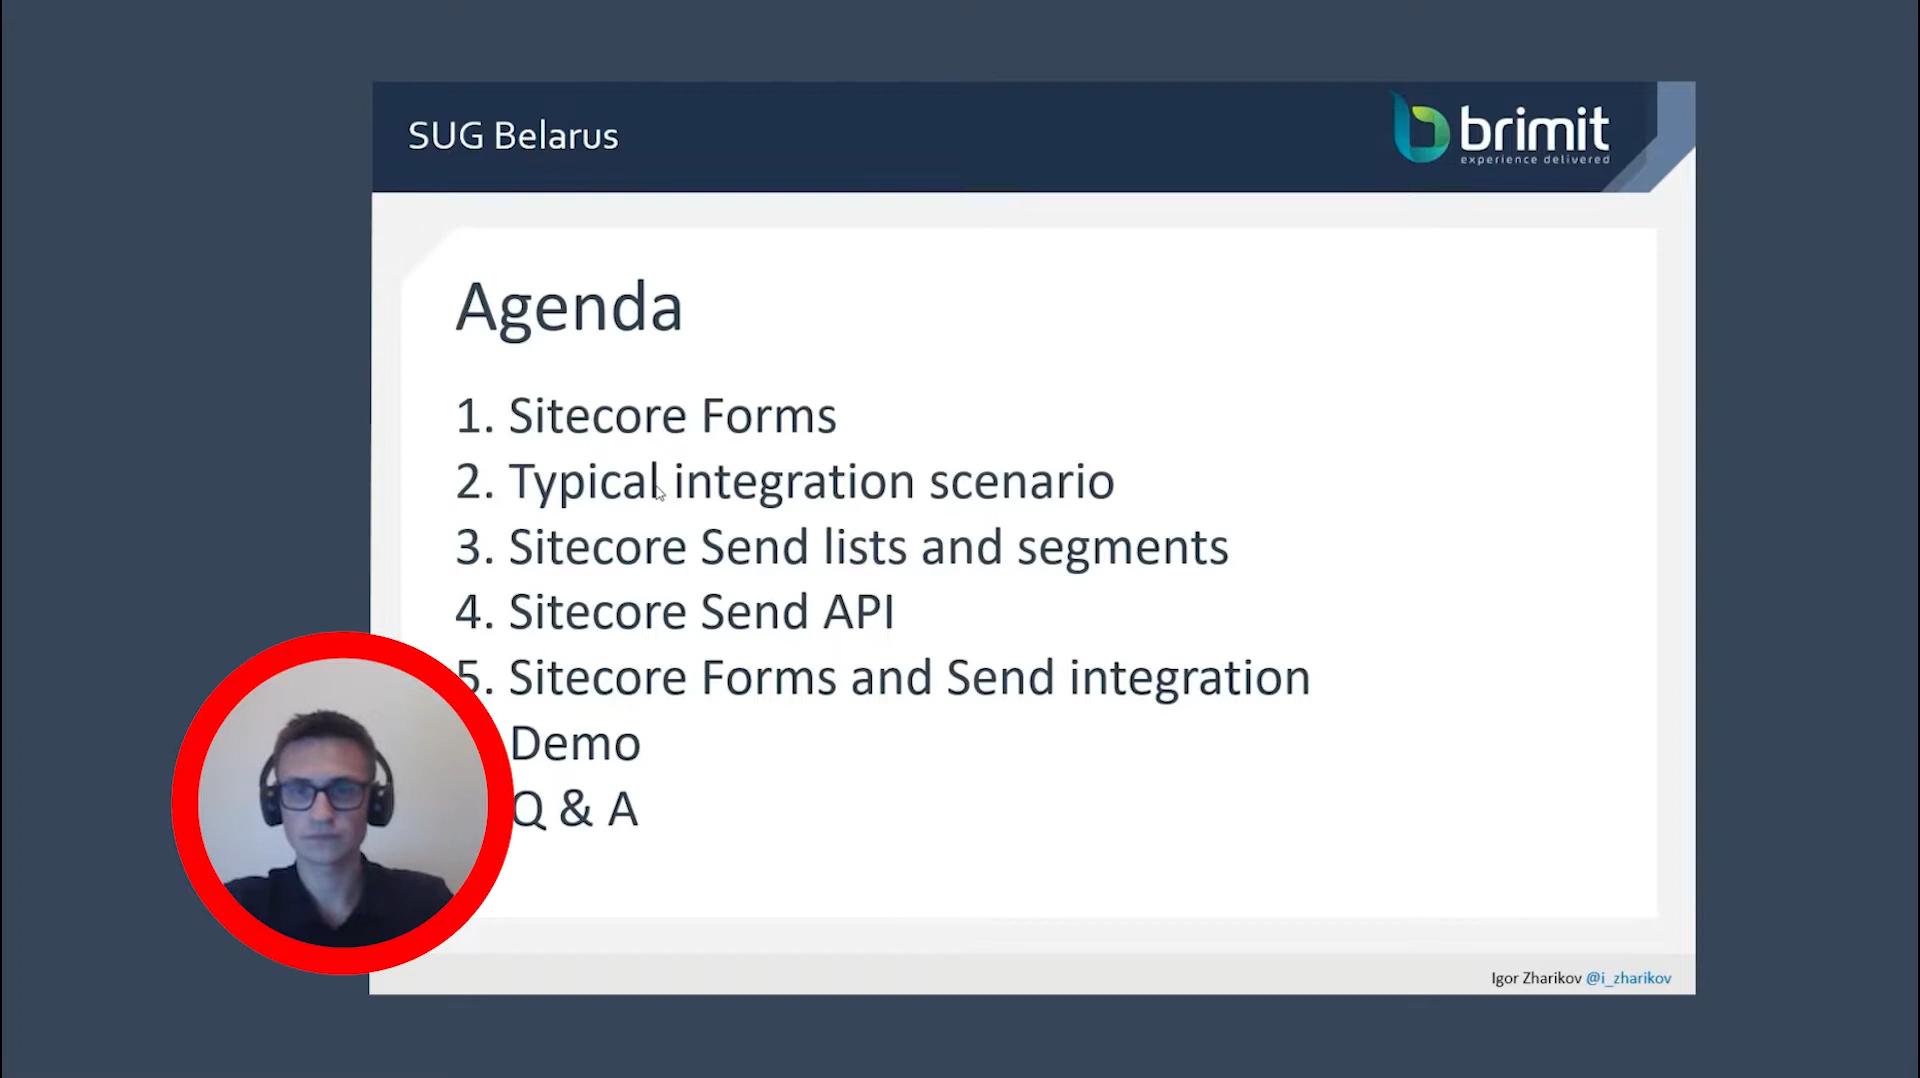 SUG Belarus
brimit
experience delivered
Agenda
1. Sitecore Forms
2. Typical integration scenario
3. Sitecore Send lists and segments
4. Sitecore Send API
5. Sitecore Forms and Send integration
Demo
Q & A
Igor Zharikov @i_zharikov